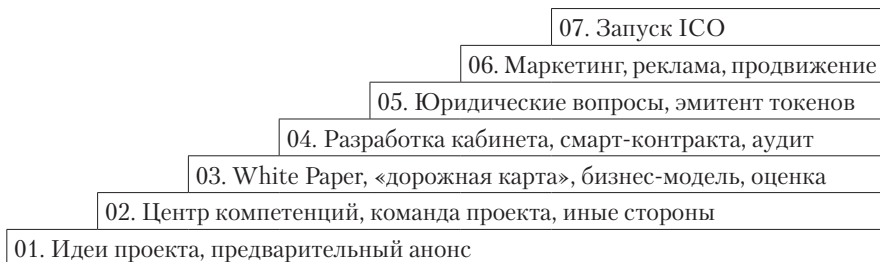 07. Запуск ICO
06. Маркетинг, реклама, продвижение
05. Юридические вопросы, эмитент токенов
04. Разработка кабинета, смарт-контракта, аудит
03. White Paper, «дорожная карта», бизнес-модель, оценка
02. Центр компетенций, команда проекта, иные стороны
01. Идеи проекта, предварительный анонс